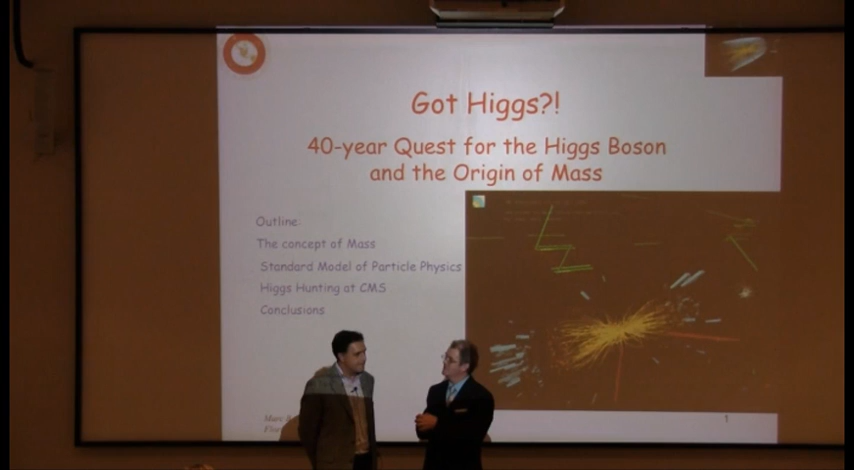 Got Higgs?!
40-year Quest for the Higgs Boson
and the Origin of Mass
Outline:
The concept of Mass
Standard Model of Particle Physics
Higgs Hunting at CMS
Conclusions
Marc
1